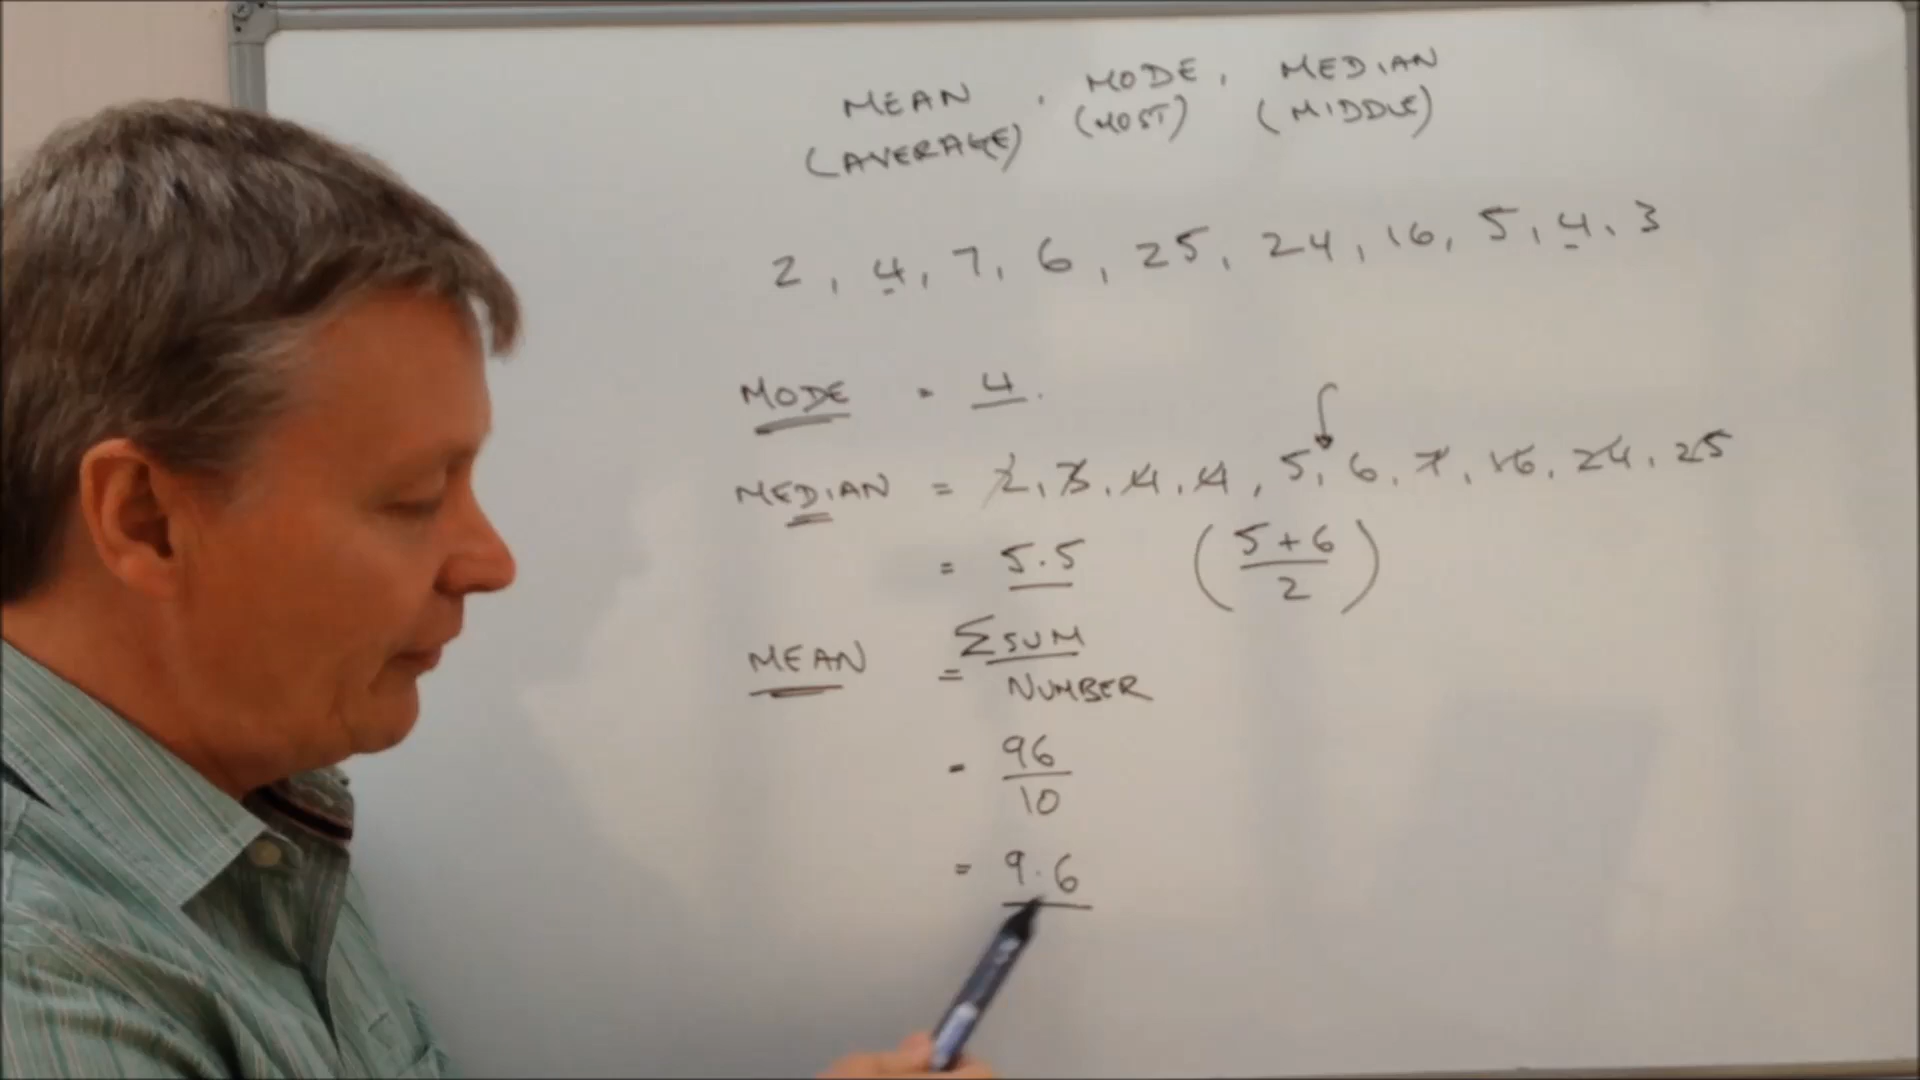 MEAN , MODE , MEDIAN
(AVERAGE) (MOST) (MIDDLE)
2 , 4 , 7 , 6 , 25 , 24 , 16 , 5 , 4 , 3
MODE = 4 .
MEDIAN = 2 , 3 , 4 , 4 , 5 , 6 , 7 , 16 , 24 , 25
= 5.5 (5+6/2)
MEAN = Σ SUM
NUMBER
= 96
10
= 9.6